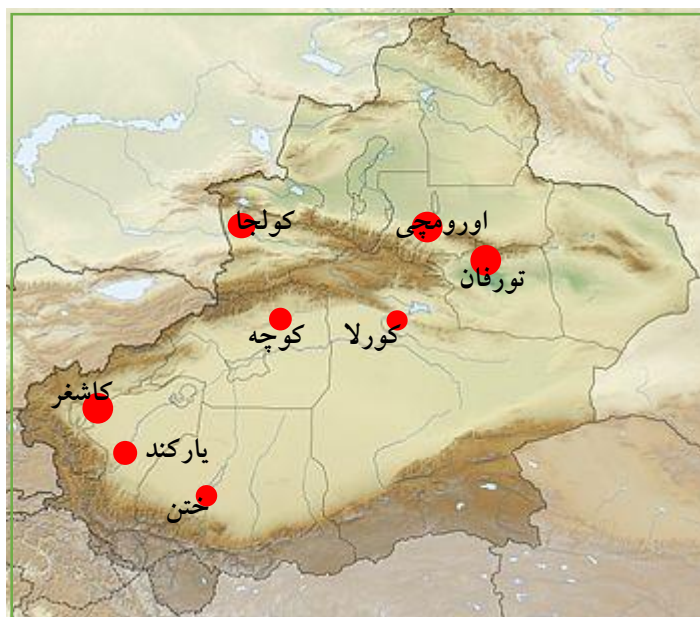 اورومچی
کولجا
تورفان
کورلا
کوچه
کاشغر
یارکند
ختن